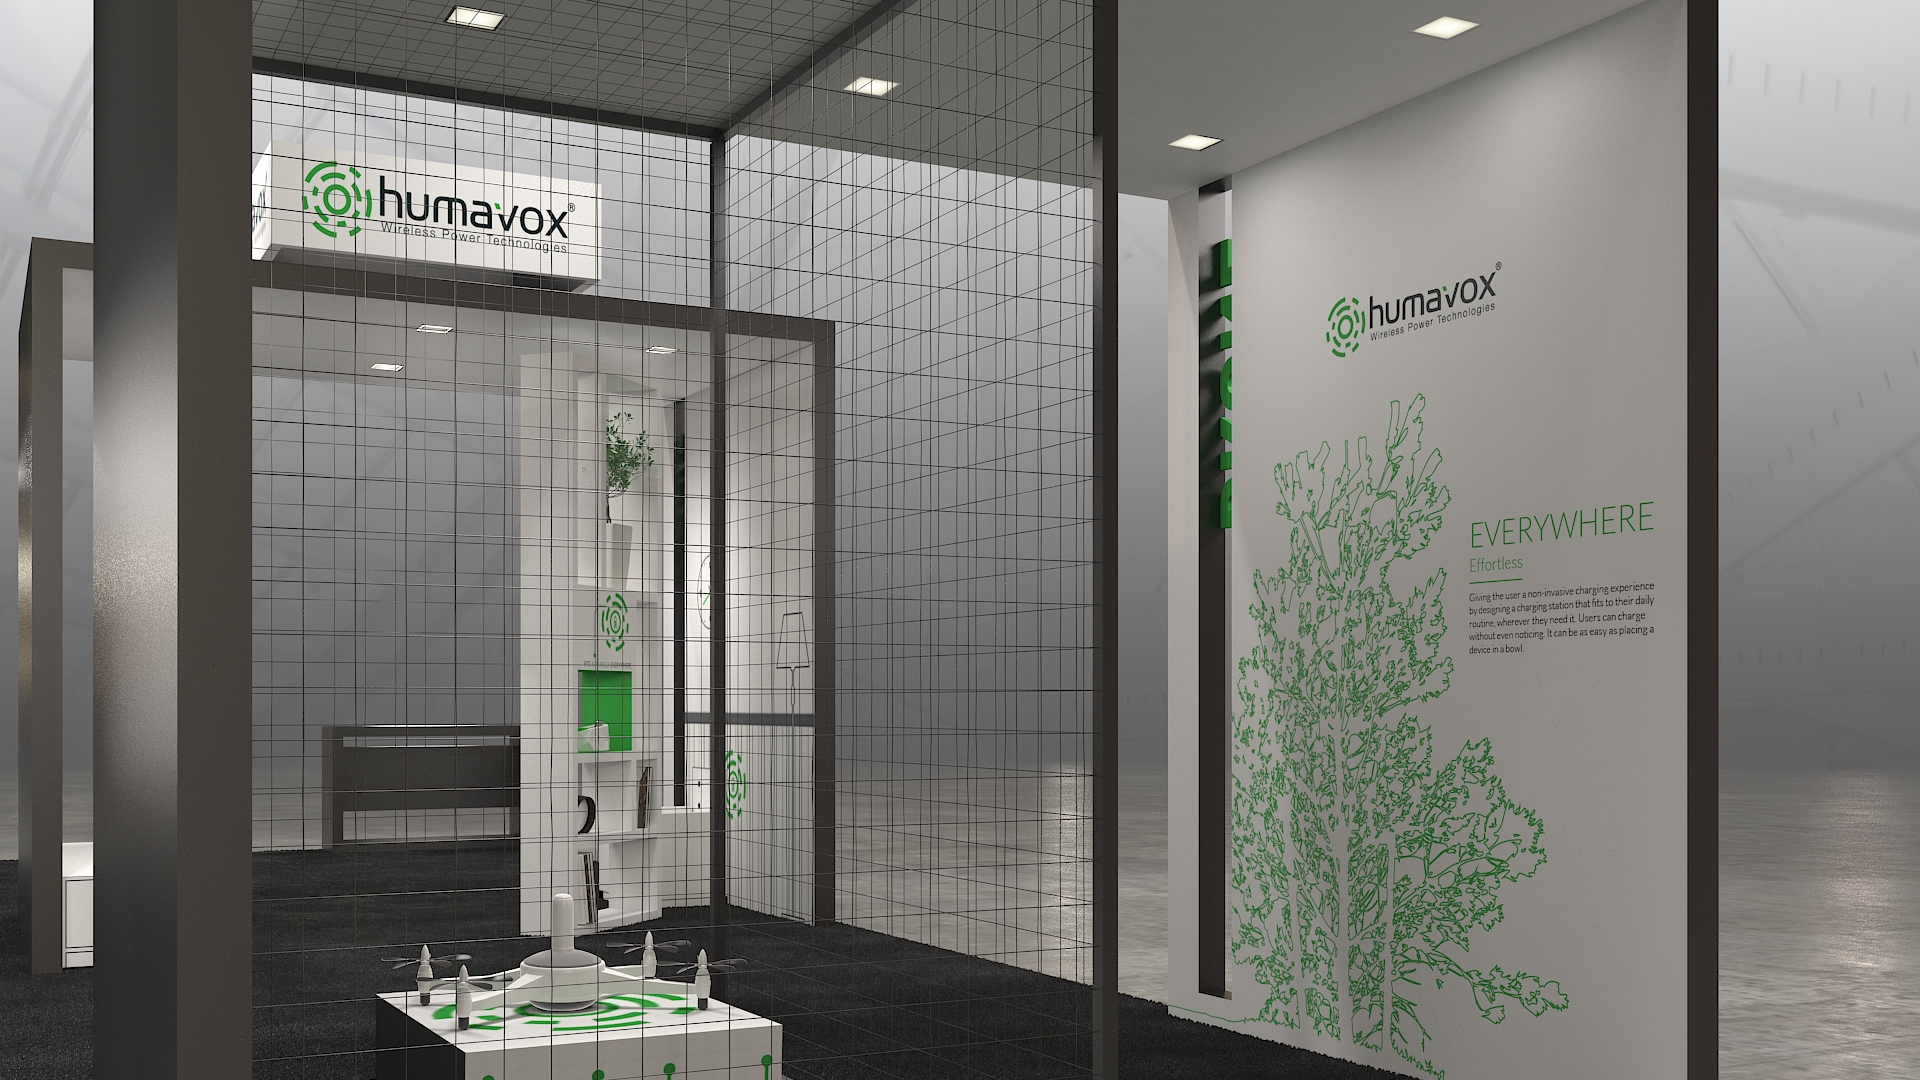 humavox®
Wireless Power Technologies
humavox®
Wireless Power Technologies
EVERYWHERE
Effortless
Giving the user a non-invasive charging experience
by designing a charging station that fits to their daily
routine, wherever they need it. Users can charge
without even noticing. It can be as easy as placing a
device in a bowl.